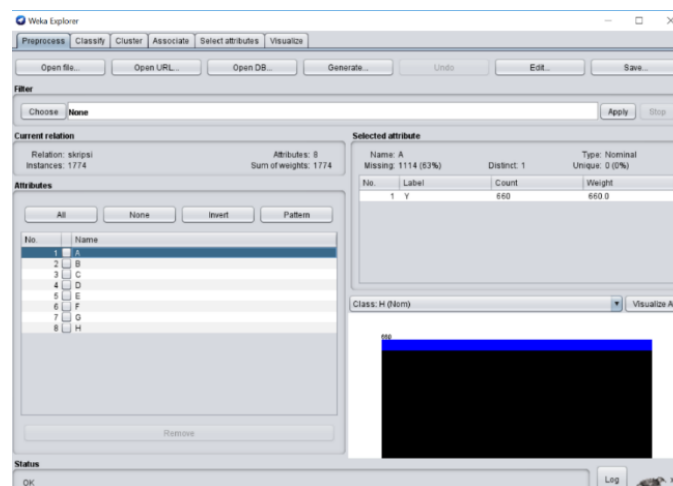 Weka Explorer
Preprocess Classify Cluster Associate Select attributes Visualize
Open file... Open URL... Open DB... Generate... Undo Edit... Save...
Filter
Choose None Apply Stop
Current relation
Relation: skripsi Attributes: 8
Instances: 1774 Sum of weights: 1774
Attributes
All None Invert Pattern
No. Name
1 A
2 B
3 C
4 D
5 E
6 F
7 G
8 H
Remove
Selected attribute
Name: A Type: Nominal
Missing: 1114 (63%) Distinct: 1 Unique: 0 (0%)
No. Label Count Weight
1 Y 660 660.0
Class: H (Nom) Visualize A
660
Status
OK Log x